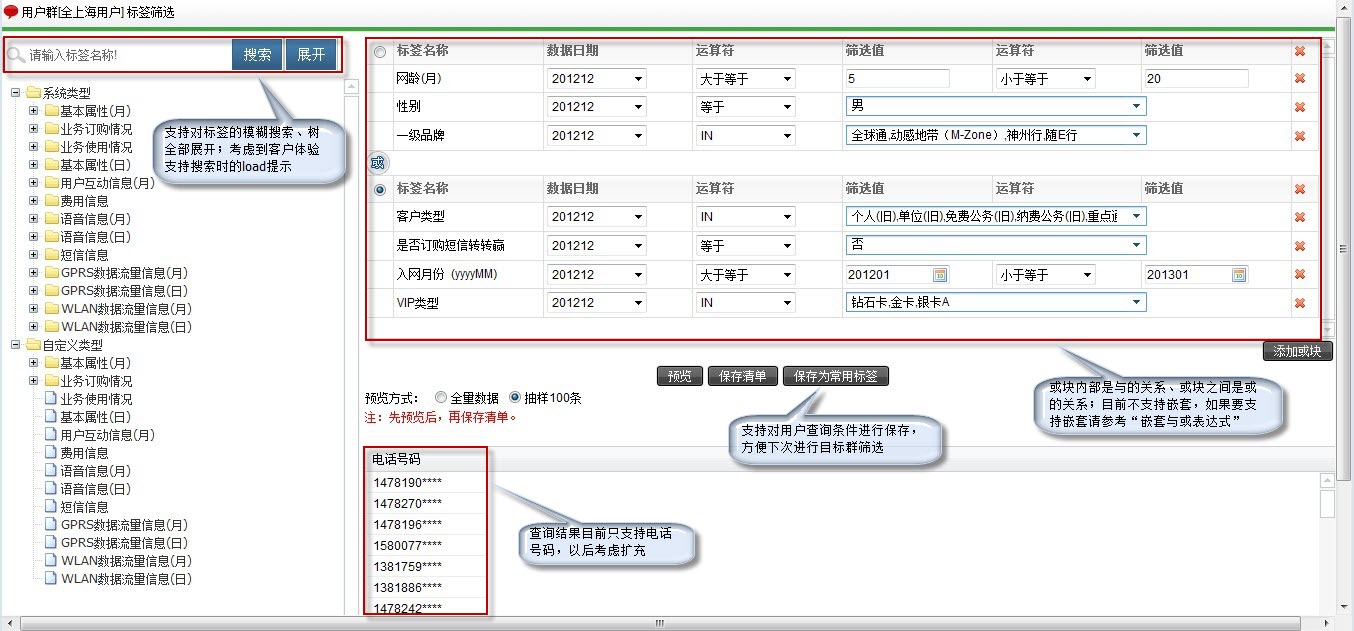 用户群[全上海用户] 标签筛选
请输入标签名称! 搜索 展开
系统类型
基本属性(月)
业务订购情况
业务使用情况
基本属性(日)
用户互动信息(月)
费用信息
语音信息(月)
语音信息(日)
短信信息
GPRS数据流量信息(月)
GPRS数据流量信息(日)
WLAN数据流量信息(月)
WLAN数据流量信息(日)
自定义类型
基本属性(月)
业务订购情况
业务使用情况
基本属性(日)
用户互动信息(月)
费用信息
语音信息(月)
语音信息(日)
短信信息
GPRS数据流量信息(月)
GPRS数据流量信息(日)
WLAN数据流量信息(月)
WLAN数据流量信息(日)
支持对标签的模糊搜索、树
全部展开；考虑到客户体验
支持搜索时的load提示
标签名称 数据日期 运算符 筛选值 运算符 筛选值
网龄(月) 201212 大于等于 5 小于等于 20
性别 201212 等于 男
一级品牌 201212 IN 全球通,动感地带（M-Zone）,神州行,随E行
或
标签名称 数据日期 运算符 筛选值 运算符 筛选值
客户类型 201212 IN 个人(旧),单位(旧),免费公务(旧),纳费公务(旧),重点
是否订购短信转转赢 201212 等于 否
入网月份 (yyyyMM) 201212 大于等于 201201 小于等于 201301
VIP类型 201212 IN 钻石卡,金卡,银卡A
添加或块
预览 保存清单 保存为常用标签
预览方式： 全量数据 抽样100条
注：先预览后，再保存清单。
支持对用户查询条件进行保存，
方便下次进行目标群筛选
或块内部是与的关系、或块之间是或
的关系；目前不支持嵌套，如果要支
持嵌套请参考“嵌套与或表达式”
电话号码
1478190****
1478270****
1478196****
1580077****
1381759****
1381886****
1478242****
查询结果目前只支持电话
号码，以后考虑扩充